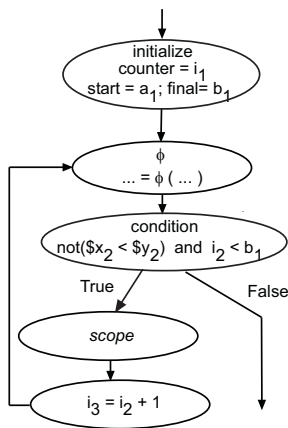 initialize
counter = i1
start = a1; final= b1
ϕ
... = ϕ ( ... )
condition
not($x2 < $y2) and i2 < b1
True
False
scope
i3 = i2 + 1